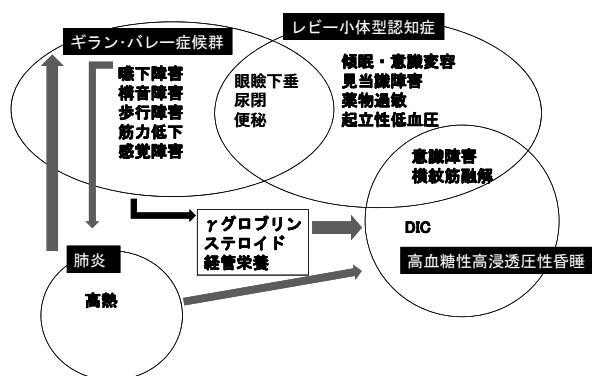 ギラン・バレー症候群
レビー小体型認知症
嚥下障害
構音障害
歩行障害
筋力低下
感覚障害
眼瞼下垂
尿閉
便秘
傾眠・意識変容
見当識障害
薬物過敏
起立性低血圧
意識障害
横紋筋融解
DIC
高血糖性高浸透圧性昏睡
γグロブリン
ステロイド
経管栄養
肺炎
高熱